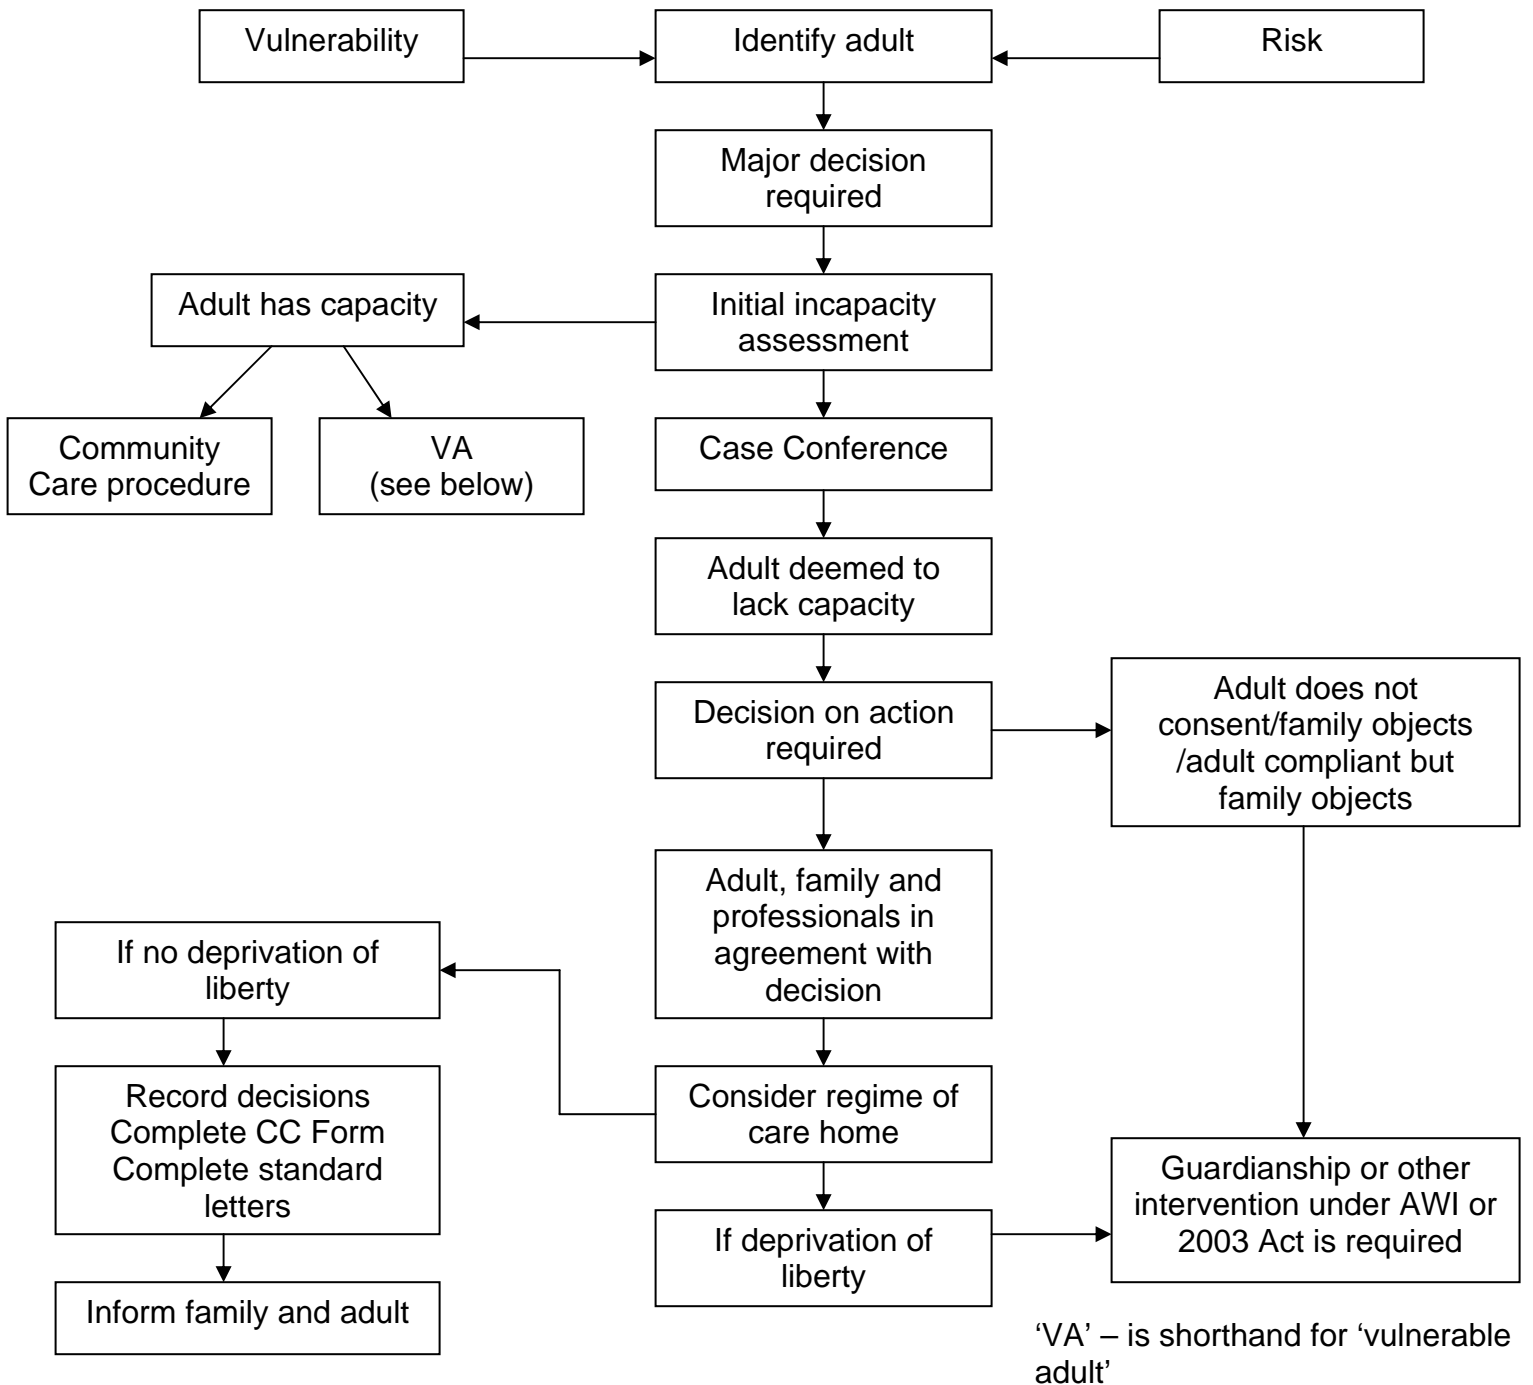 Vulnerability
Identify adult
Risk
Major decision
required
Adult has capacity
Initial incapacity
assessment
Community
Care procedure
VA
(see below)
Case Conference
Adult deemed to
lack capacity
Decision on action
required
Adult does not
consent/family objects
/adult compliant but
family objects
Adult, family and
professionals in
agreement with
decision
If no deprivation of
liberty
Record decisions
Complete CC Form
Complete standard
letters
Consider regime of
care home
Guardianship or other
intervention under AWI or
2003 Act is required
If deprivation of
liberty
Inform family and adult
‘VA’ – is shorthand for ‘vulnerable
adult’